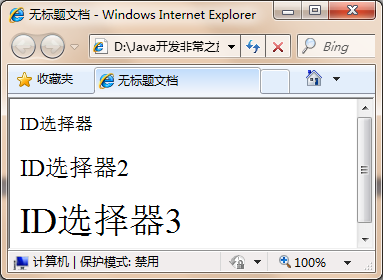 无标题文档 - Windows Internet Explorer
D:\Java开发非常之旅
Bing
收藏夹
无标题文档
ID选择器
ID选择器2
ID选择器3
计算机 | 保护模式: 禁用
100%